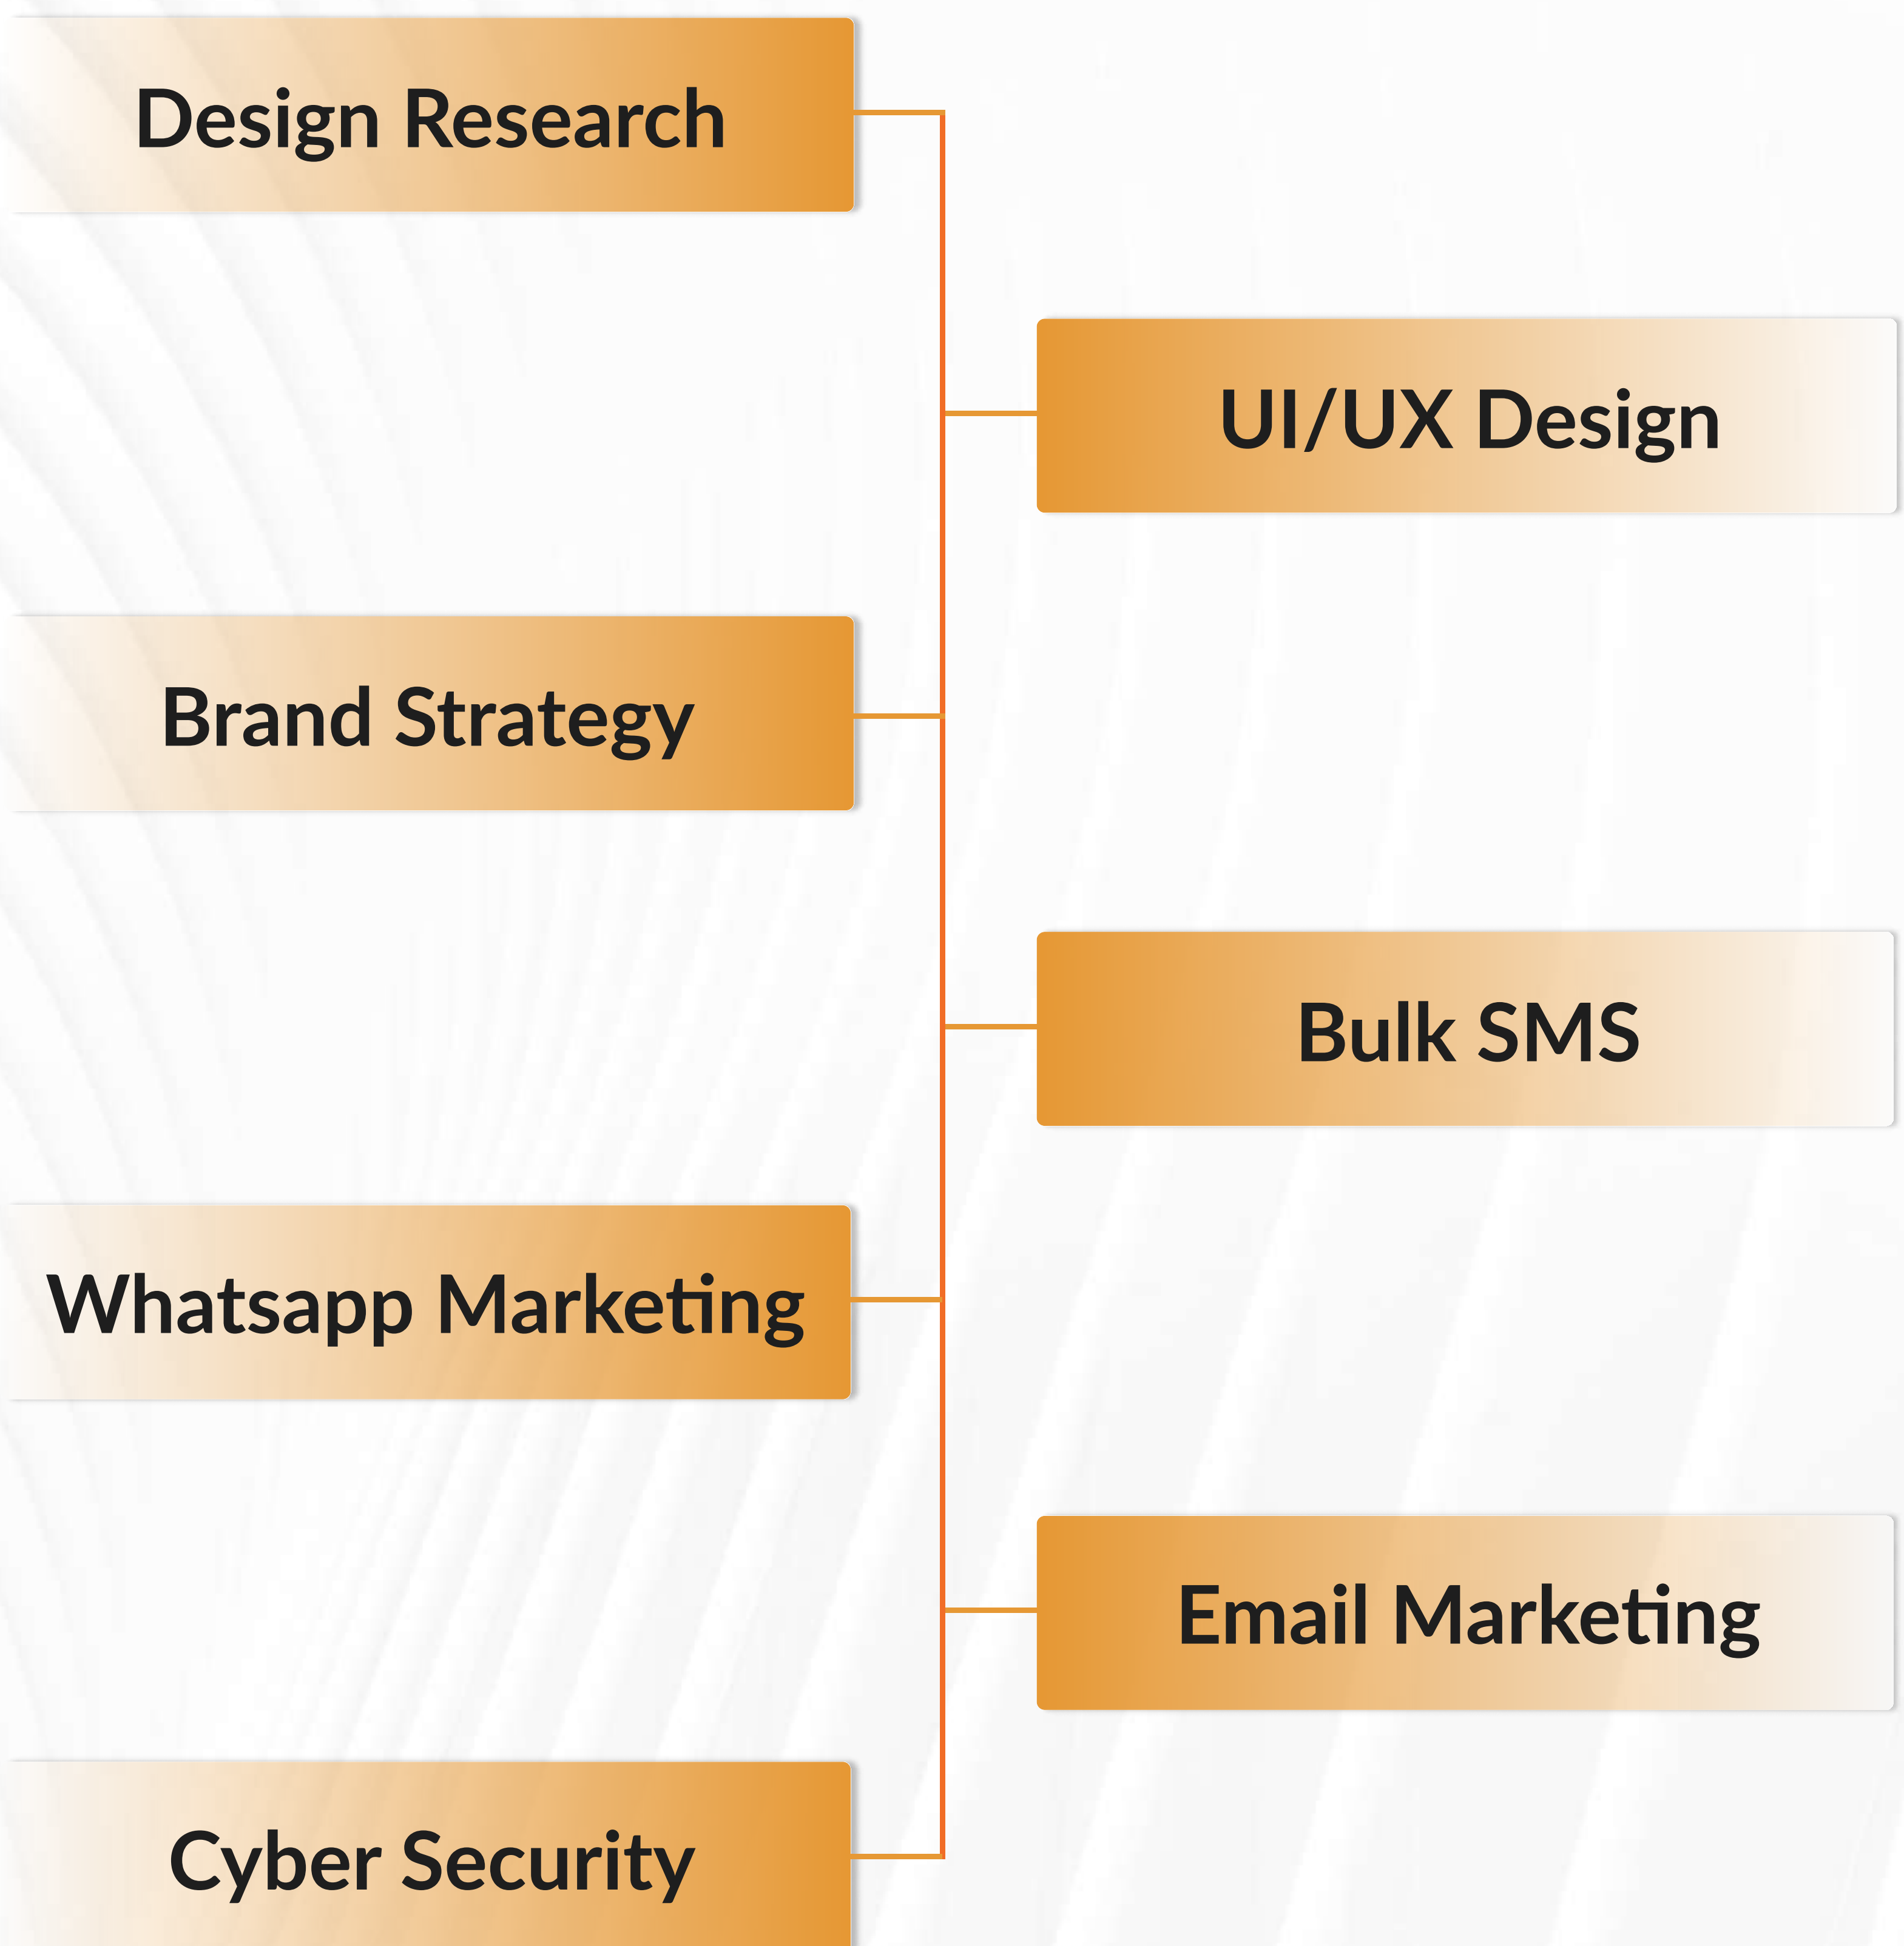 Design Research
UI/UX Design
Brand Strategy
Bulk SMS
Whatsapp Marketing
Email Marketing
Cyber Security